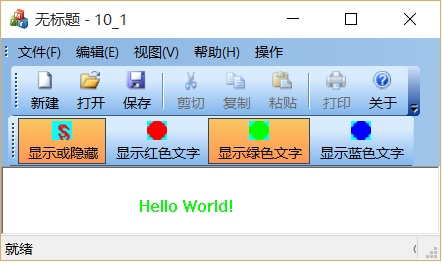 无标题 - 10_1
文件(F) 编辑(E) 视图(V) 帮助(H) 操作
新建 打开 保存 剪切 复制 粘贴 打印 关于
显示或隐藏 显示红色文字 显示绿色文字 显示蓝色文字
Hello World!
就绪